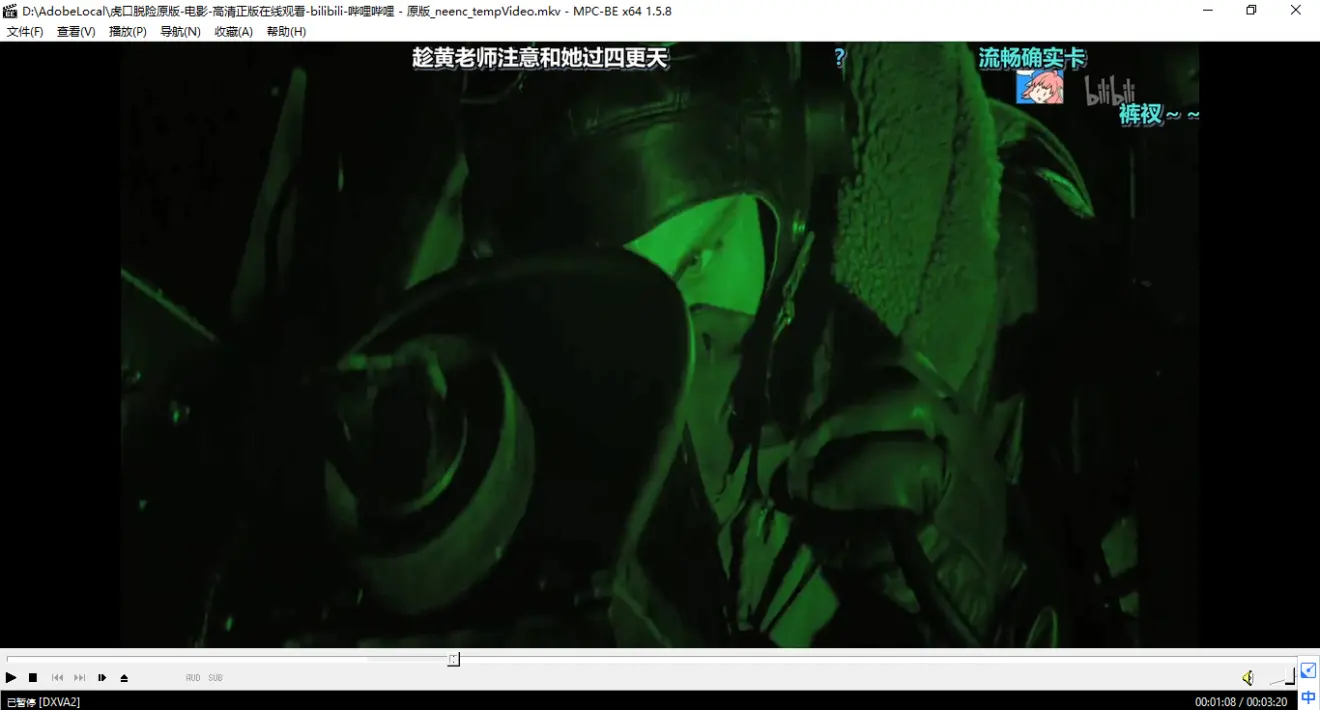 D:\AdobeLocal\虎口脱险原版-电影-高清正版在线观看-bilibili-哔哩哔哩 - 原版_neenc_tempVideo.mkv - MPC-BE x64 1.5.8
文件(F) 查看(V) 播放(P) 导航(N) 收藏(A) 帮助(H)
趁黄老师注意和她过四更天 ? 流畅确实卡
bilibili
裤衩~ ~
AUD SUB
已暂停 [DXVA2] 00:01:08 / 00:03:20 中